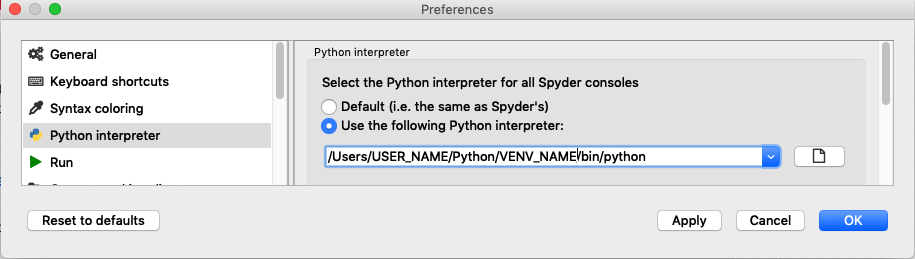 Preferences
General
Keyboard shortcuts
Syntax coloring
Python interpreter
Run
Python interpreter
Select the Python interpreter for all Spyder consoles
Default (i.e. the same as Spyder's)
Use the following Python interpreter:
/Users/USER_NAME/Python/VENV_NAME/bin/python
Reset to defaults
Apply
Cancel
OK